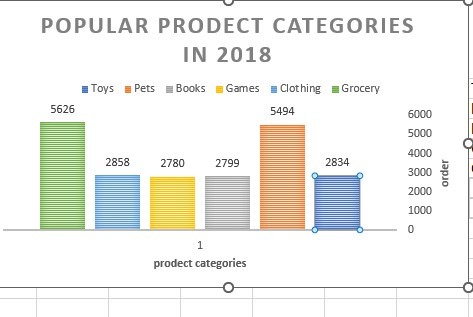 POPULAR PRODECT CATEGORIES
IN 2018
Toys Pets Books Games Clothing Grocery
5626
2858
2780
2799
5494
2834
6000
5000
4000
3000
2000
1000
0
order
1
prodect categories